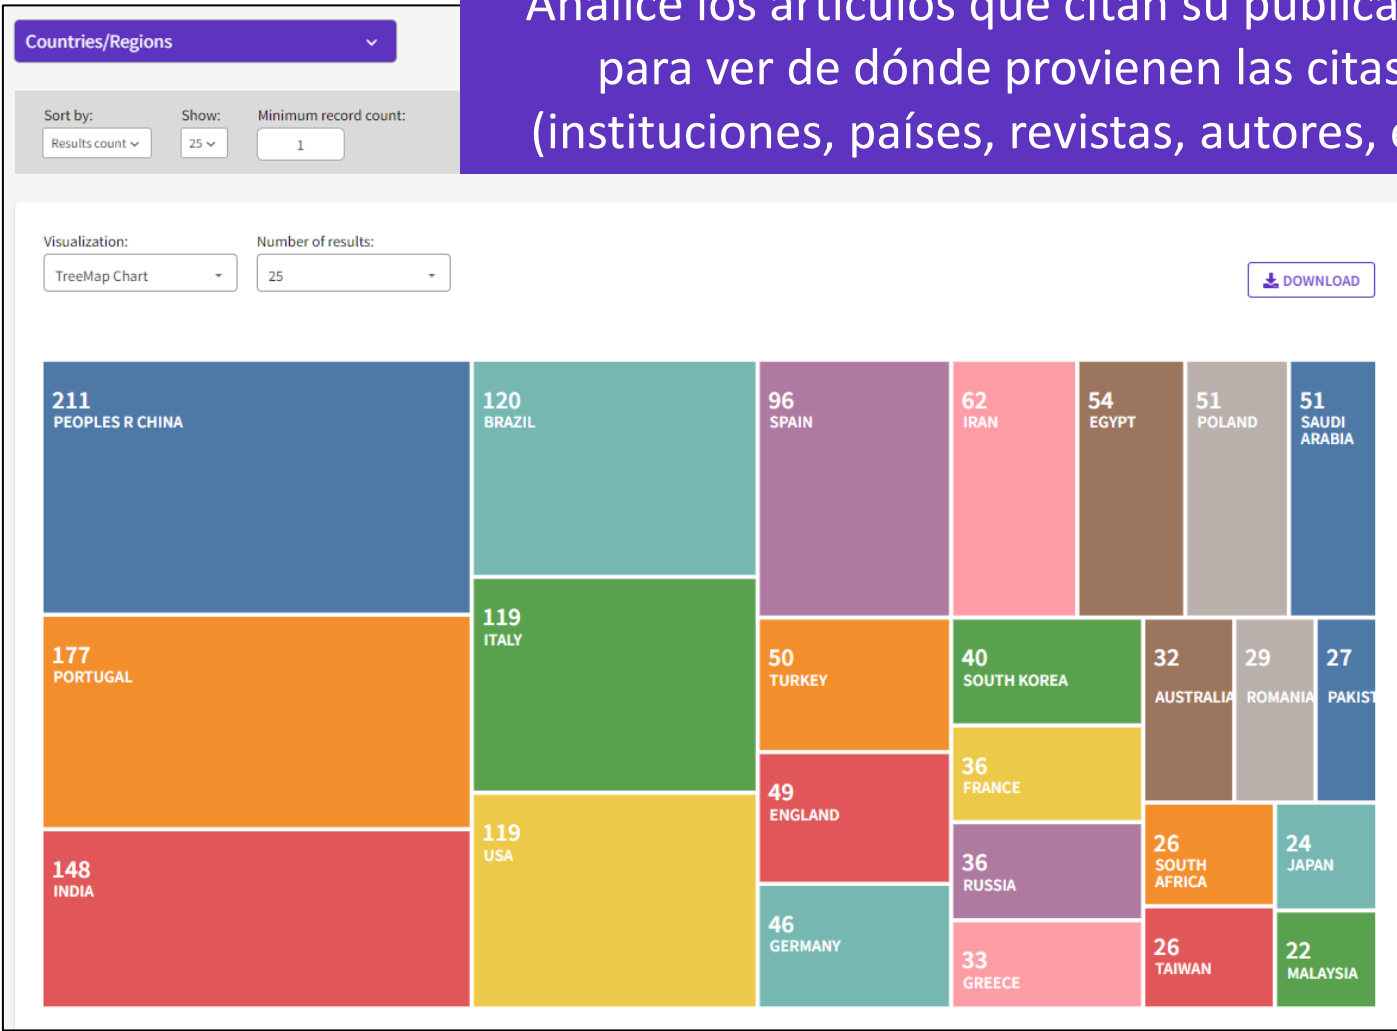 Analice los artículos que citan su publica
para ver de dónde provienen las citas
(instituciones, países, revistas, autores, e
Countries/Regions
Sort by: Show: Minimum record count:
Results count 25 1
Visualization: Number of results:
TreeMap Chart 25
DOWNLOAD
211
PEOPLES R CHINA
177
PORTUGAL
148
INDIA
120
BRAZIL
119
ITALY
119
USA
96
SPAIN
50
TURKEY
49
ENGLAND
46
GERMANY
62
IRAN
54
EGYPT
51
POLAND
51
SAUDI
ARABIA
40
SOUTH KOREA
36
FRANCE
36
RUSSIA
33
GREECE
32
AUSTRALIA
29
ROMANIA
27
PAKIST
26
SOUTH
AFRICA
24
JAPAN
26
TAIWAN
22
MALAYSIA